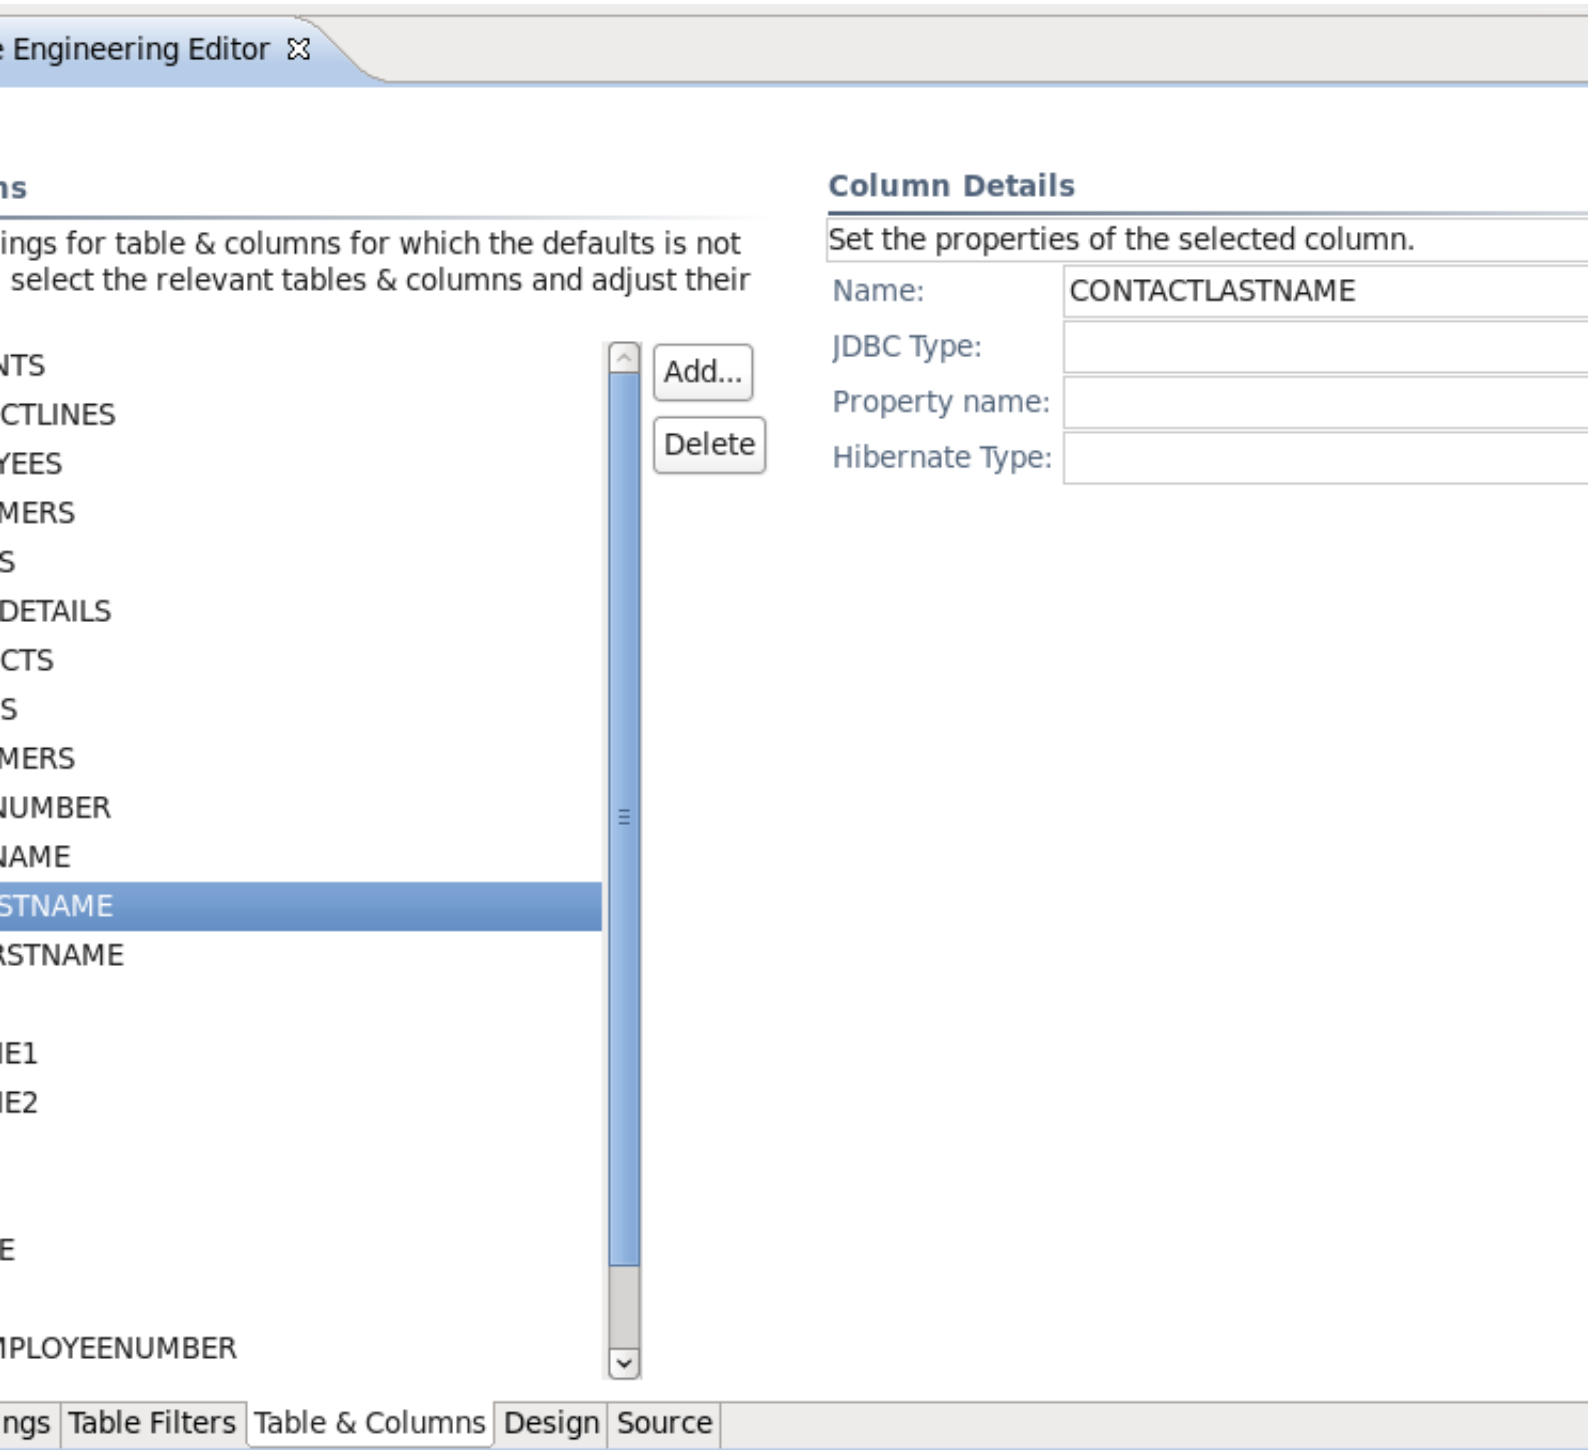 e Engineering Editor
ns
ings for table & columns for which the defaults is not
select the relevant tables & columns and adjust their
NTS
CTLINES
YEES
MERS
S
DETAILS
CTS
S
MERS
NUMBER
NAME
STNAME
RSTNAME
NE1
NE2
E
MPLOYEENUMBER
Add...
Delete
Column Details
Set the properties of the selected column.
Name: CONTACTLASTNAME
JDBC Type:
Property name:
Hibernate Type:
ngs Table Filters Table & Columns Design Source